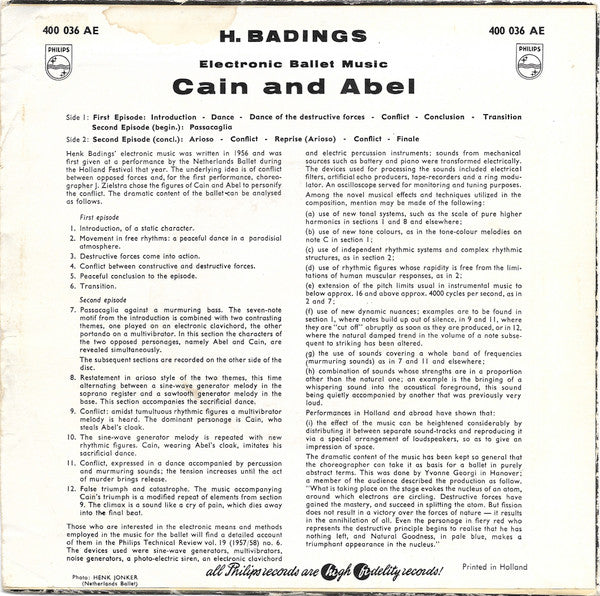 400 036 AE
H. BADINGS
400 036 AE
PHILIPS
PHILIPS
Electronic Ballet Music
Cain and Abel
Side 1: First Episode: Introduction - Dance - Dance of the destructive forces - Conflict - Conclusion - Transition
Second Episode (begin.): Passacaglia
Side 2: Second Episode (concl.): Arioso - Conflict - Reprise (Arioso) - Conflict - Finale
Henk Badings' electronic music was written in 1956 and was
first given at a performance by the Netherlands Ballet during
the Holland Festival that year. The underlying idea is of conflict
between opposed forces and, for the first performance, choreo-
grapher J. Zielstra chose the figures of Cain and Abel to personify
the conflict. The dramatic content of the ballet can be analysed
as follows.
First episode
1. Introduction, of a static character.
2. Movement in free rhythms: a peaceful dance in a paradisial
atmosphere.
3. Destructive forces come into action.
4. Conflict between constructive and destructive forces.
5. Peaceful conclusion to the episode.
6. Transition.
Second episode
7. Passacaglia against a murmuring bass. The seven-note
motif from the introduction is combined with two contrasting
themes, one played on an electronic clavichord, the other
portando on a multivibrator. In this section the characters of
the two opposed personages, namely Abel and Cain, are
revealed simultaneously.
The subsequent sections are recorded on the other side of the
disc.
8. Restatement in arioso style of the two themes, this time
alternating between a sine-wave generator melody in the
soprano register and a sawtooth generator melody in the
base. This section accompanies the sacrificial dance.
9. Conflict: amidst tumultuous rhythmic figures a multivibrator
melody is heard. The dominant personage is Cain, who
steals Abel's cloak.
10. The sine-wave generator melody is repeated with new
rhythmic figures. Cain, wearing Abel's cloak, imitates his
sacrificial dance.
11. Conflict, expressed in a dance accompanied by percussion
and murmuring sounds; the tension increases until the act
of murder brings release.
12. False triumph and catastrophe. The music accompanying
Cain's triumph is a modified repeat of elements from section
9. The climax is a sound like a cry of pain, which dies away
into the final beat.
Those who are interested in the electronic means and methods
employed in the music for the ballet will find a detailed account
of them in the Philips Technical Review vol. 19 (1957/58) no. 6.
The devices used were sine-wave generators, multivibrators,
noise generators, a photo-electric siren, an electronic clavichord
and electric percussion instruments; sounds from mechanical
sources such as battery and piano were transformed electrically.
The devices used for processing the sounds included electrical
filters, artificial echo producers, tape-recorders and a ring modu-
lator. An oscilloscope served for monitoring and tuning purposes.
Among the novel musical effects and techniques utilized in the
composition, mention may be made of the following:
(a) use of new tonal systems, such as the scale of pure higher
harmonics in sections 1 and 8 and elsewhere;
(b) use of new tone colours, as in the tone-colour melodies on
note C in section 1;
(c) use of independent rhythmic systems and complex rhythmic
structures, as in section 2;
(d) use of rhythmic figures whose rapidity is free from the limi-
tations of human muscular responses, as in 2;
(e) extension of the pitch limits usual in instrumental music to
below approx. 16 and above approx. 4000 cycles per second, as in
2 and 7;
(f) use of new dynamic nuances; examples are to be found in
section 1, where notes build up out of silence, in 9 and 11, where
they are "cut off" abruptly as soon as they are produced, or in 12,
where the natural damped trend in the volume of a note subse-
quent to striking has been altered.
(g) the use of sounds covering a whole band of frequencies
(murmuring sounds) as in 7 and 11 and elsewhere;
(h) combination of sounds whose strengths are in a proportion
other than the natural one; an example is the bringing of a
whispering sound into the acoustical foreground, this sound
being quietly accompanied by another that was previously very
loud.
Performances in Holland and abroad have shown that:
(i) the effect of the music can be heightened considerably by
distributing it between separate sound-tracks and reproducing it
via a special arrangement of loudspeakers, so as to give an
impression of space.
The dramatic content of the music has been kept so general that
the choreographer can take it as basis for a ballet in purely
abstract terms. This was done by Yvonne Georgi in Hanover;
a member of the audience described the production as follow.
"What is taking place on the stage evokes the nucleus of an atom,
around which electrons are circling. Destructive forces have
gained the mastery, and succeed in splitting the atom. But fission
does not result in a victory over the forces of nature — it results
in the annihilation of all. Even the personage in fiery red who
represents the destructive principle begins to realise that he has
nothing left, and Natural Goodness, in pale blue, makes a
triumphant appearance in the nucleus."
Photo: HENK JONKER
(Netherlands Ballet)
all Philips records are high fidelity records!
Printed in Holland